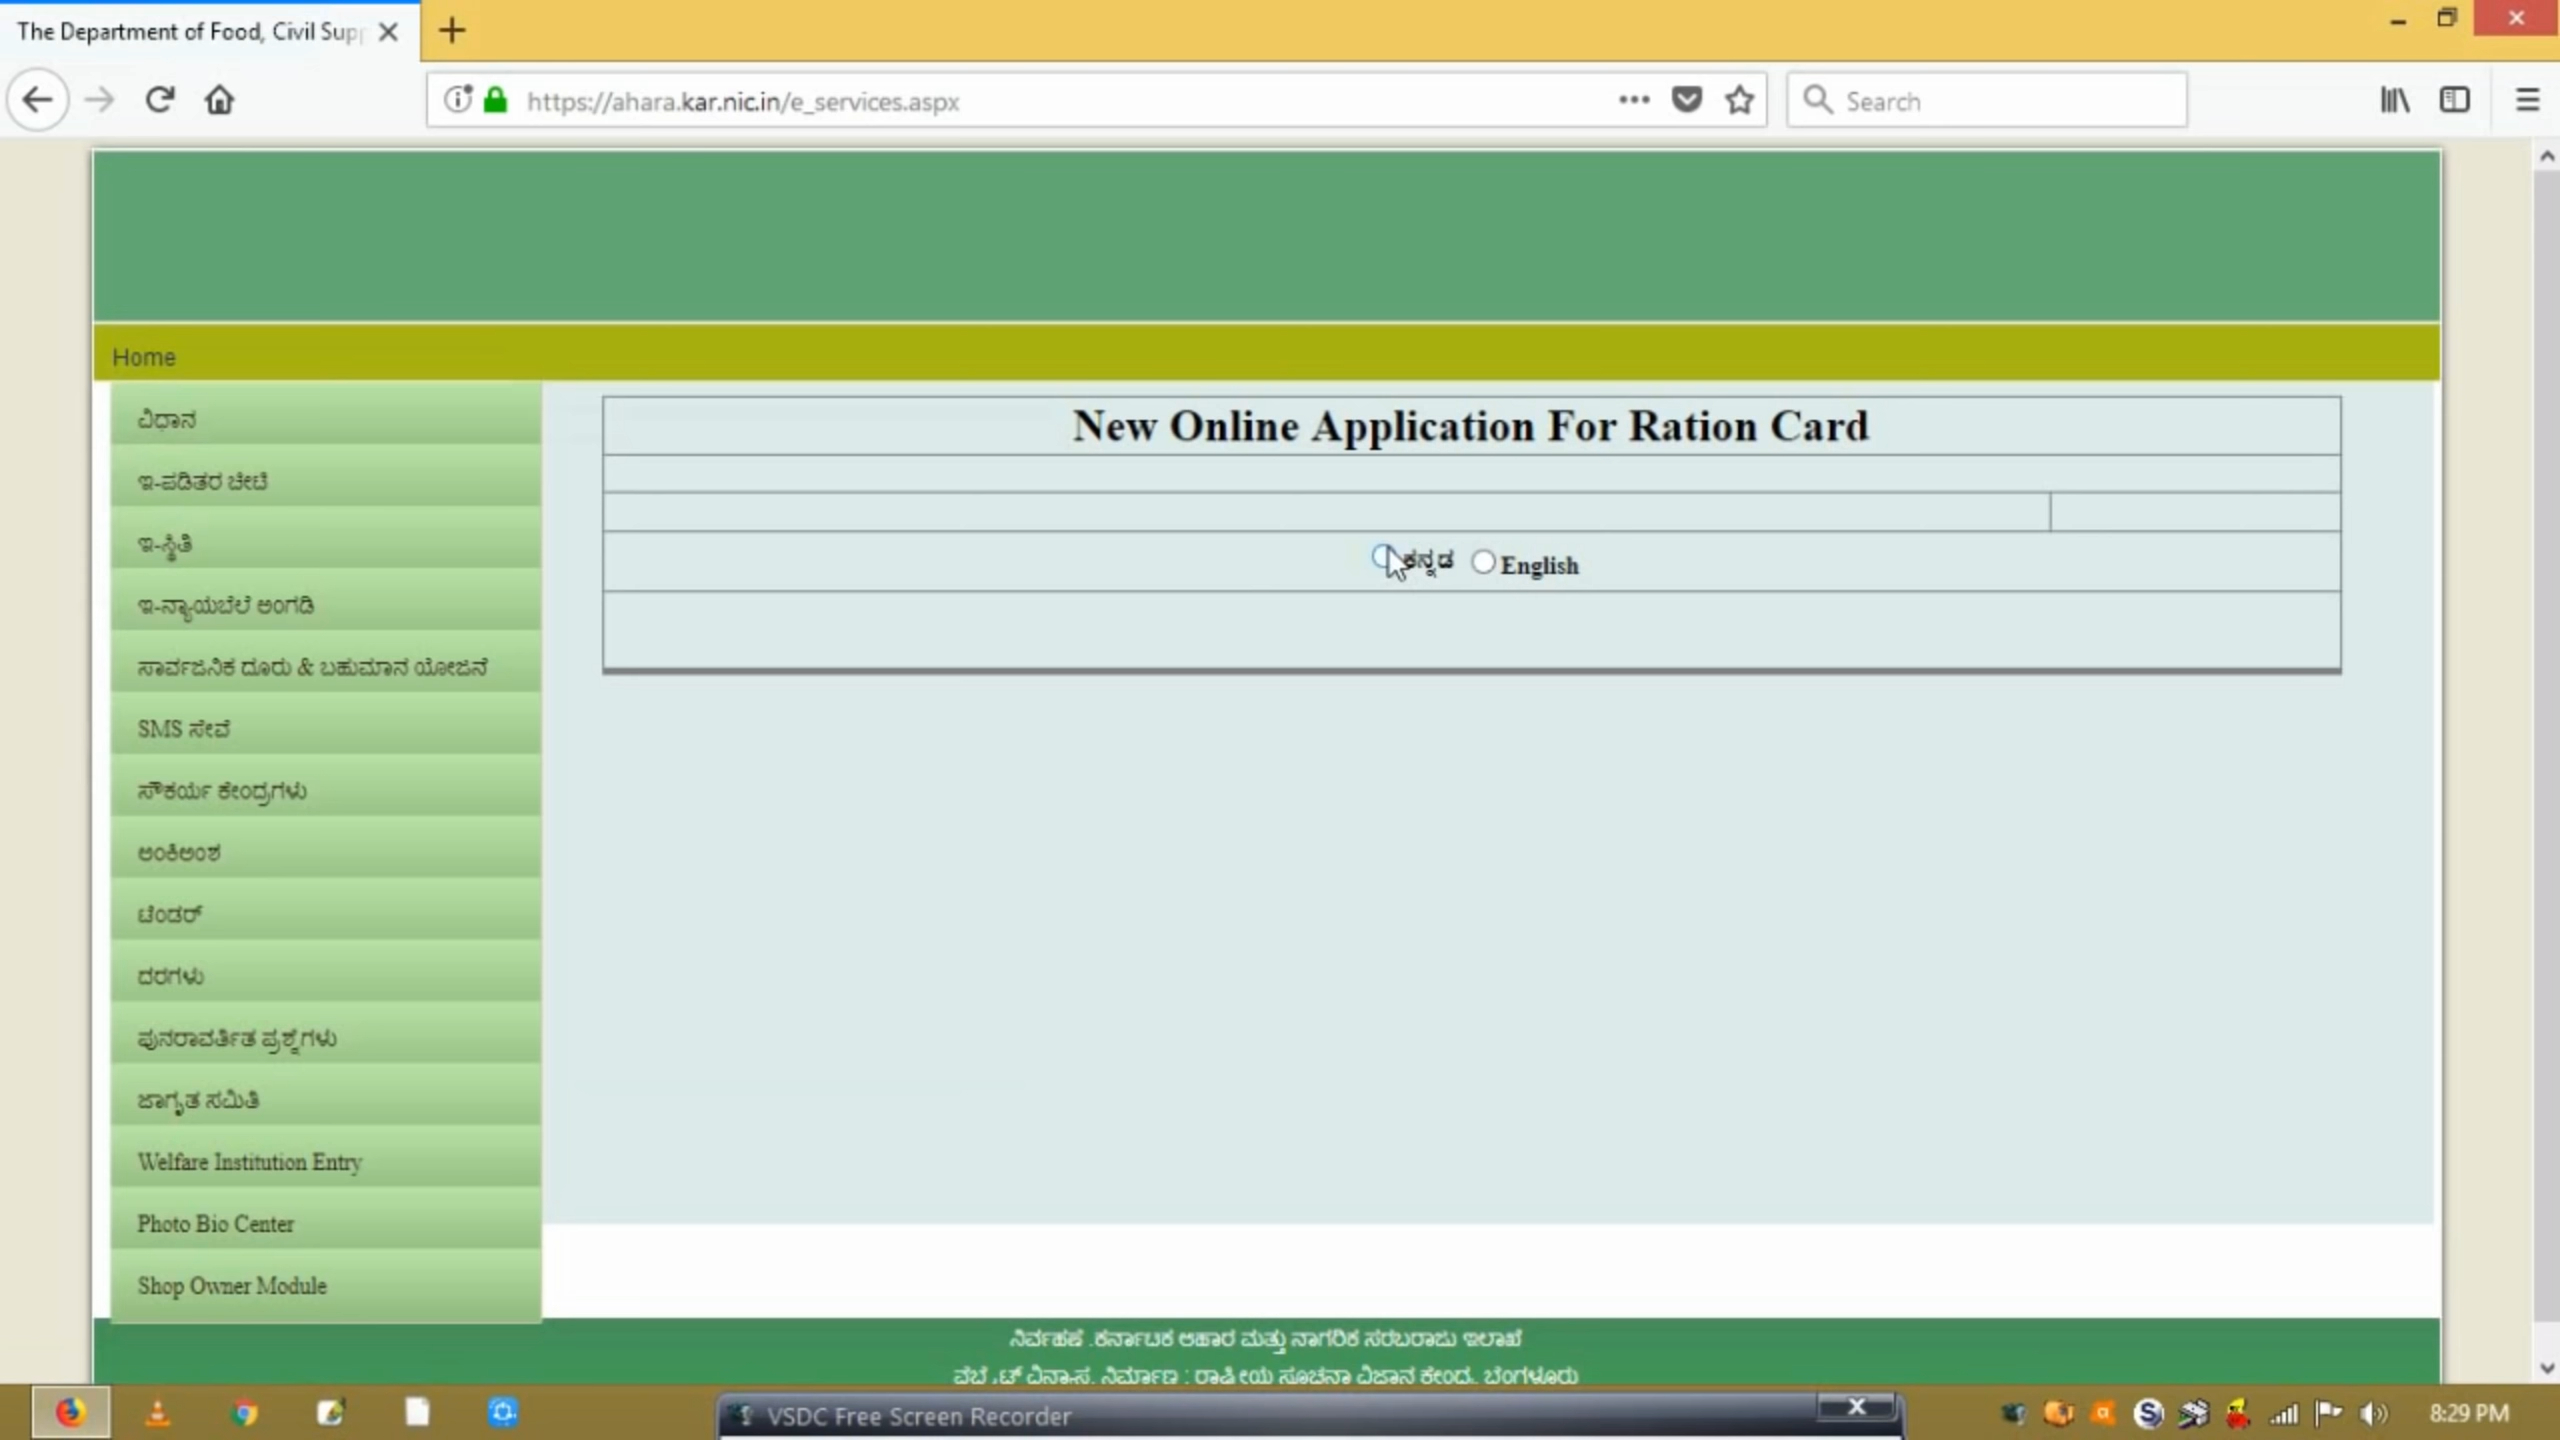 The Department of Food, Civil Supp
https://ahara.kar.nic.in/e_services.aspx
Search
Home
ವಿಧಾನ
ಇ-ಪಡಿತರ ಚೀಟಿ
ಇ-ಸ್ಥಿತಿ
ಇ-ನ್ಯಾಯಬೆಲೆ ಅಂಗಡಿ
ಸಾರ್ವಜನಿಕ ದೂರು & ಬಹುಮಾನ ಯೋಜನೆ
SMS ಸೇವೆ
ಸೌಕರ್ಯ ಕೇಂದ್ರಗಳು
ಅಂಕಿಅಂಶ
ಟೆಂಡರ್
ದರಗಳು
ಪುನರಾವರ್ತಿತ ಪ್ರಶ್ನೆಗಳು
ಜಾಗೃತ ಸಮಿತಿ
Welfare Institution Entry
Photo Bio Center
Shop Owner Module
New Online Application For Ration Card
ಕನ್ನಡ English
ನಿರ್ವಹಣೆ .ಕರ್ನಾಟಕ ಆಹಾರ ಮತ್ತು ನಾಗರಿಕ ಸರಬರಾಜು ಇಲಾಖೆ
ನಿರ್ಮಾಣ : ಸೂಚನಾ ಬೆಂಗಳೂರು
VSDC Free Screen Recorder
8:29 PM